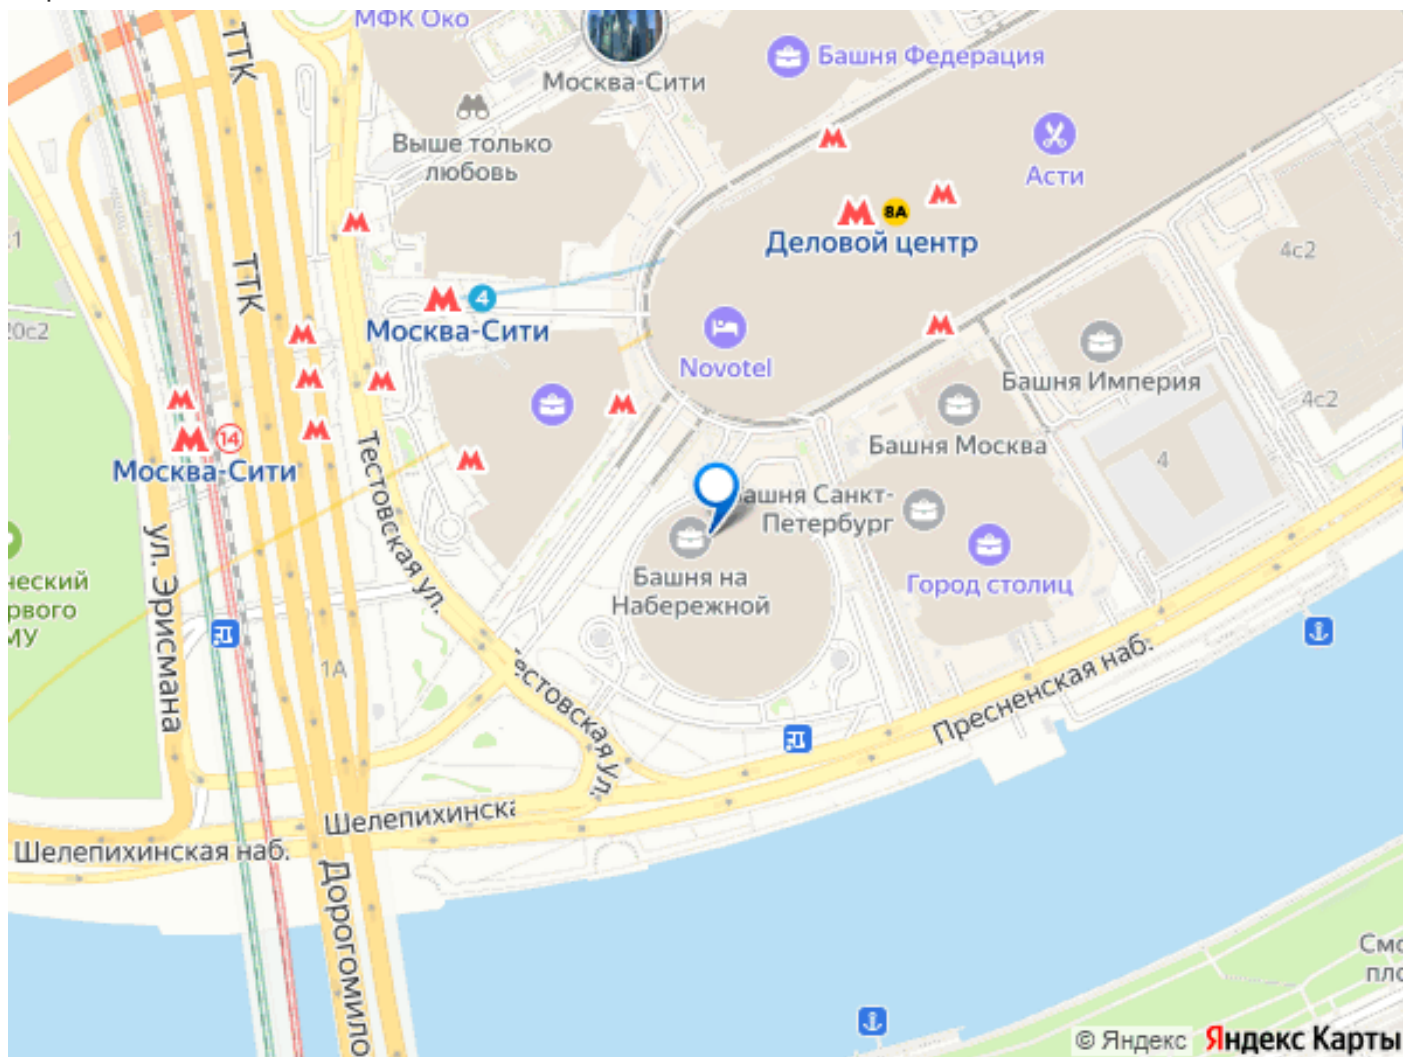 МФК Око
Башня Федерация
Москва-Сити
ТТК
Выше только
любовь
Асти
8А
Деловой центр
4с2
ТТК
4
Москва-Сити
20с2
Novotel
Башня Империя
4с2
Башня Москва
14
Москва-Сити
Тестовская ул.
4
Башня Санкт-
Петербург
ул. Эрисмана
Башня на
Набережной
Город столиц
1А
Тестовская ул.
Пресненская наб.
Шелепихинска
Шелепихинская наб.
Дорогомило
© Яндекс
Яндекс Карты